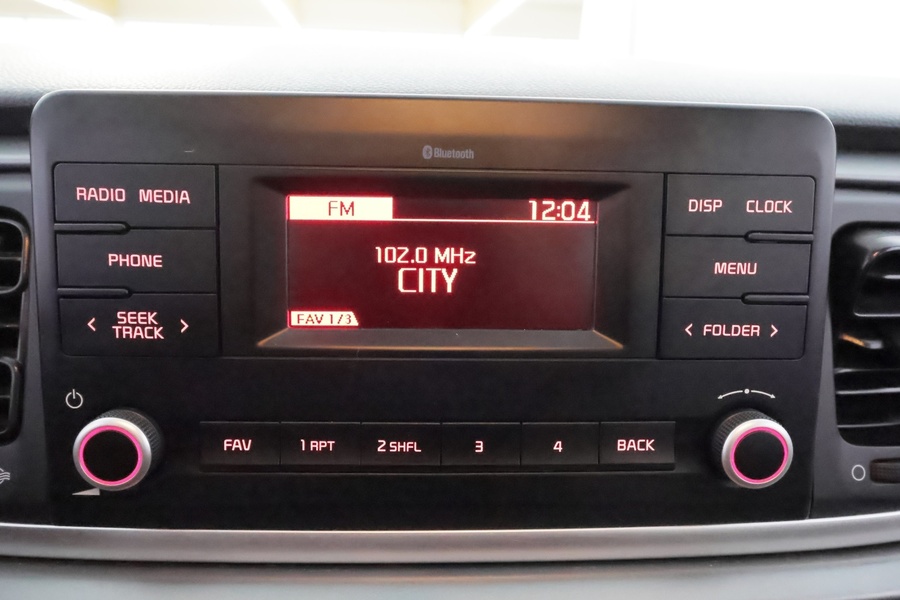 Bluetooth
RADIO MEDIA
PHONE
< SEEK TRACK >
FM 12:04
102.0 MHz
CITY
FAV 1/3
DISP CLOCK
MENU
< FOLDER >
FAV 1 RPT 2 SHFL 3 4 BACK